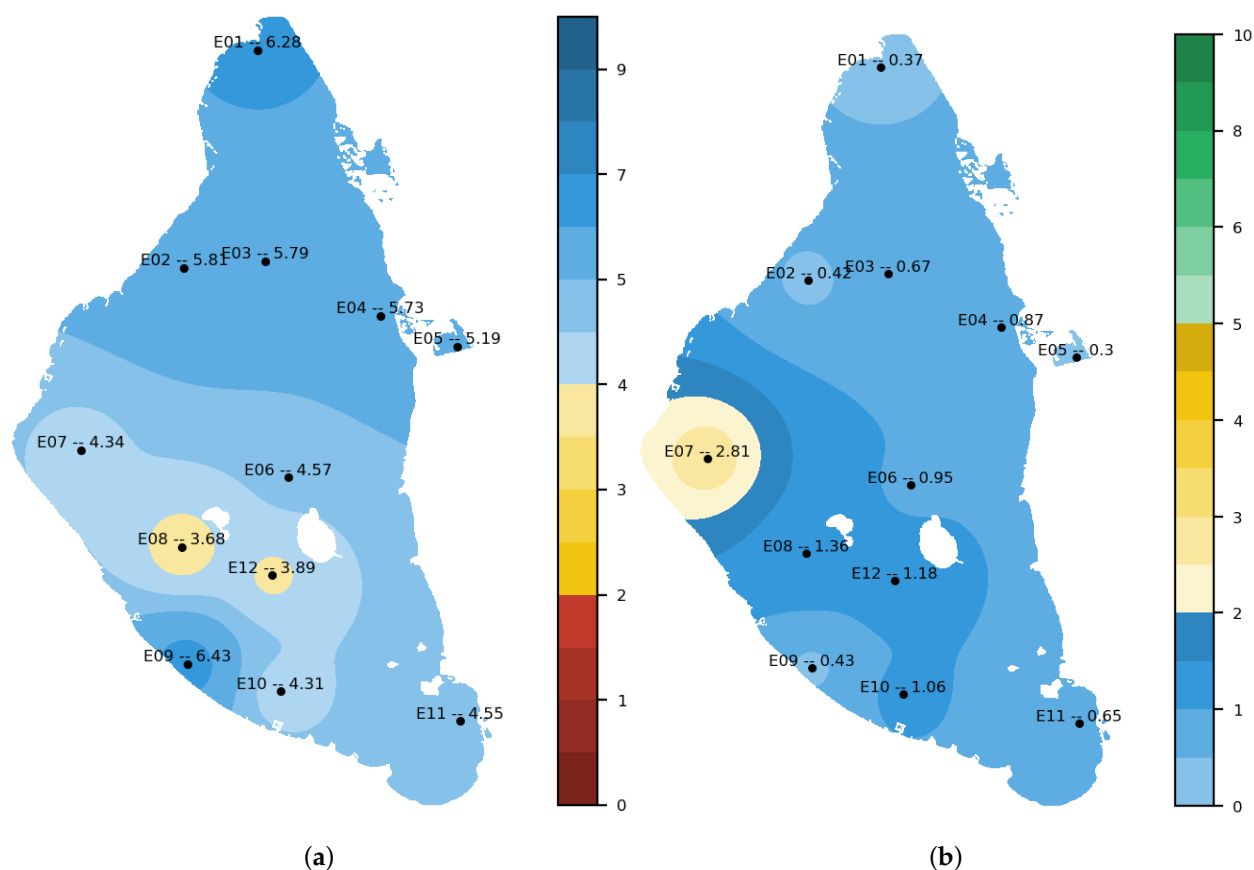 E01 -- 6.28
E02 -- 5.81
E03 -- 5.79
E04 -- 5.73
E05 -- 5.19
E07 -- 4.34
E06 -- 4.57
E08 -- 3.68
E12 -- 3.89
E09 -- 6.43
E10 -- 4.31
E11 -- 4.55
9
7
5
4
3
2
1
0
(a)
E01 -- 0.37
E02 -- 0.42
E03 -- 0.67
E04 -- 0.87
E05 -- 0.3
E07 -- 2.81
E06 -- 0.95
E08 -- 1.36
E12 -- 1.18
E09 -- 0.43
E10 -- 1.06
E11 -- 0.65
10
8
6
5
4
3
2
1
0
(b)